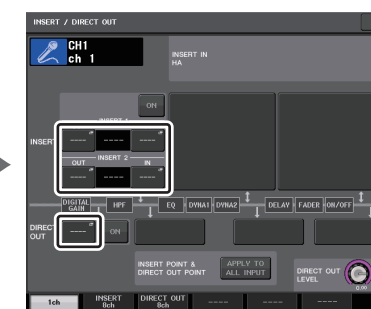 INSERT / DIRECT OUT
CH1
ch 1
INSERT IN
HA
ON
INSERT
---- ---- ----
OUT INSERT 2 IN
---- ---- ----
DIGITAL GAIN HPF EQ DYNA1 DYNA2 DELAY FADER ON/OFF
DIRECT OUT
---- ON
INSERT POINT &
DIRECT OUT POINT
APPLY TO
ALL INPUT
DIRECT OUT
LEVEL
0.00
1ch INSERT 8ch DIRECT OUT 8ch ---- ---- ----